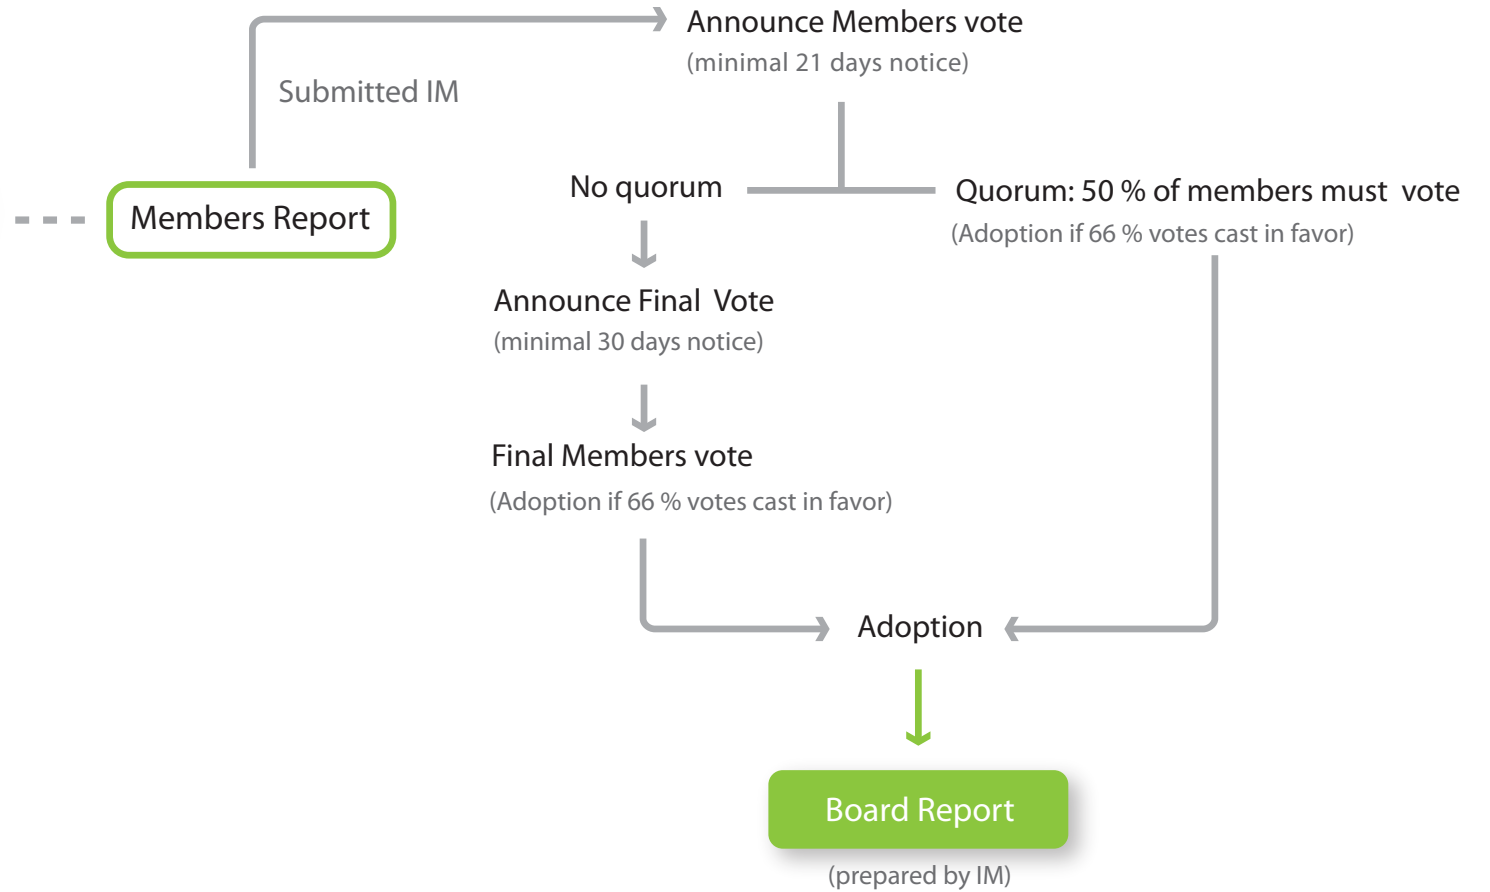 Announce Members vote
(minimal 21 days notice)
Submitted IM
Members Report
No quorum
Quorum: 50 % of members must vote
(Adoption if 66 % votes cast in favor)
Announce Final Vote
(minimal 30 days notice)
Final Members vote
(Adoption if 66 % votes cast in favor)
Adoption
Board Report
(prepared by IM)